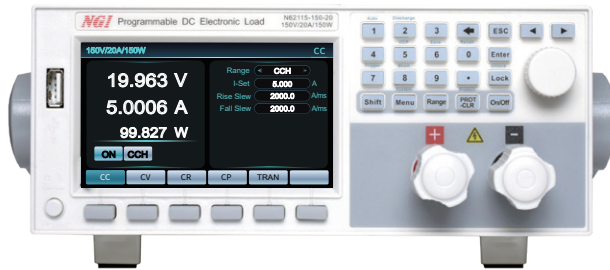 NGI Programmable DC Electronic Load N62115-150-20
150V/20A/150W
150V/20A/150W CC
19.963 V
5.0006 A
99.827 W
ON CCH
Range CCH
I-Set 5.000 A
Rise Slew 2000.0 A/ms
Fall Slew 2000.0 A/ms
CC CV CR CP TRAN
1 2 3 ESC
4 5 6 0 Enter
7 8 9 . Lock
Shift Menu Range PROT
-CLR On/Off
+ -